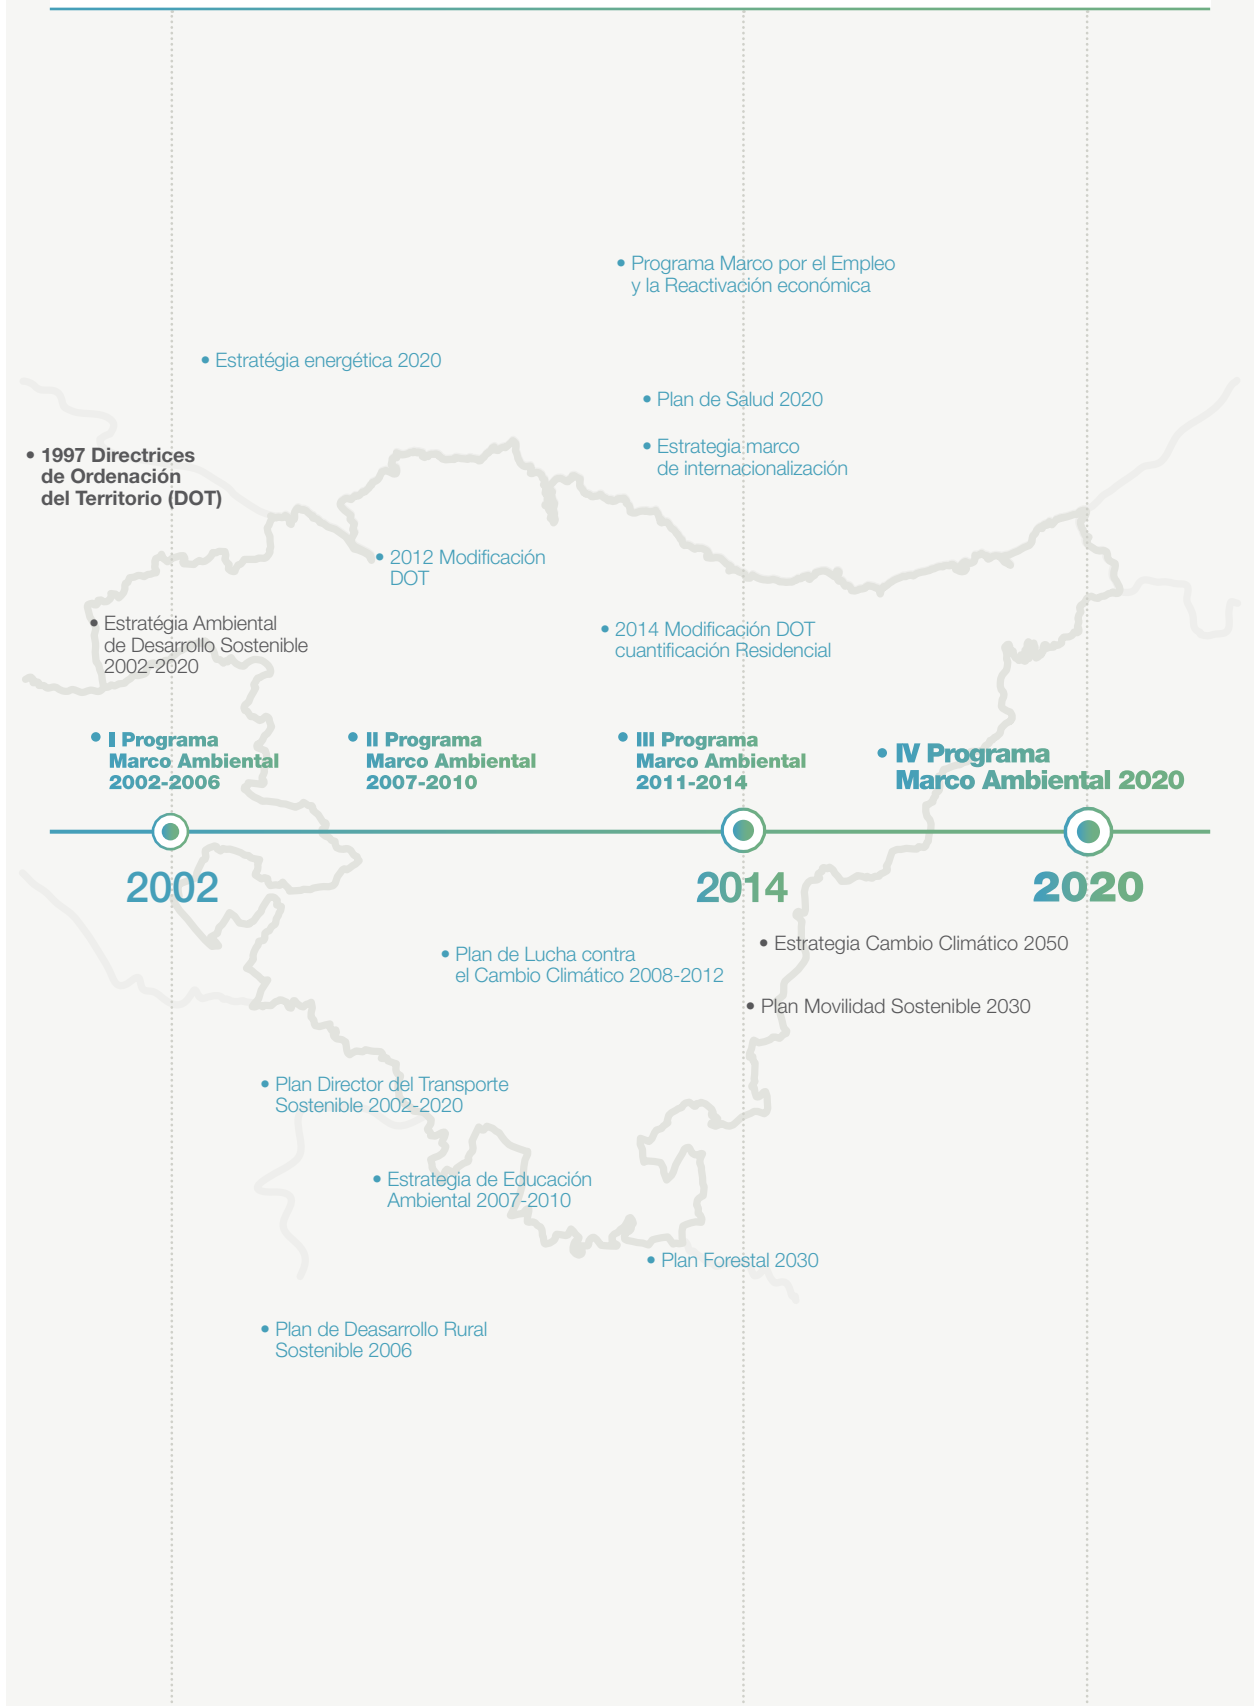 • Programa Marco por el Empleo
y la Reactivación económica
• Estratégia energética 2020
• Plan de Salud 2020
• Estrategia marco
de internacionalización
• 1997 Directrices
de Ordenación
del Territorio (DOT)
• 2012 Modificación
DOT
• Estratégia Ambiental
de Desarrollo Sostenible
2002-2020
• 2014 Modificación DOT
cuantificación Residencial
• I Programa
Marco Ambiental
2002-2006
• II Programa
Marco Ambiental
2007-2010
• III Programa
Marco Ambiental
2011-2014
• IV Programa
Marco Ambiental 2020
2002
2014
2020
• Plan de Lucha contra
el Cambio Climático 2008-2012
• Estrategia Cambio Climático 2050
• Plan Movilidad Sostenible 2030
• Plan Director del Transporte
Sostenible 2002-2020
• Estrategia de Educación
Ambiental 2007-2010
• Plan Forestal 2030
• Plan de Deasarrollo Rural
Sostenible 2006